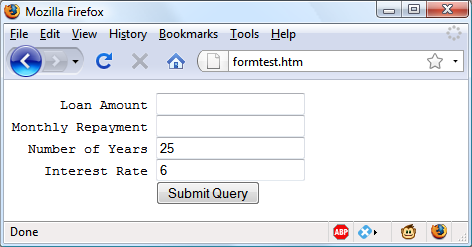 Mozilla Firefox
File Edit View History Bookmarks Tools Help
formtest.htm
Loan Amount
Monthly Repayment
Number of Years 25
Interest Rate 6
Submit Query
Done ABP